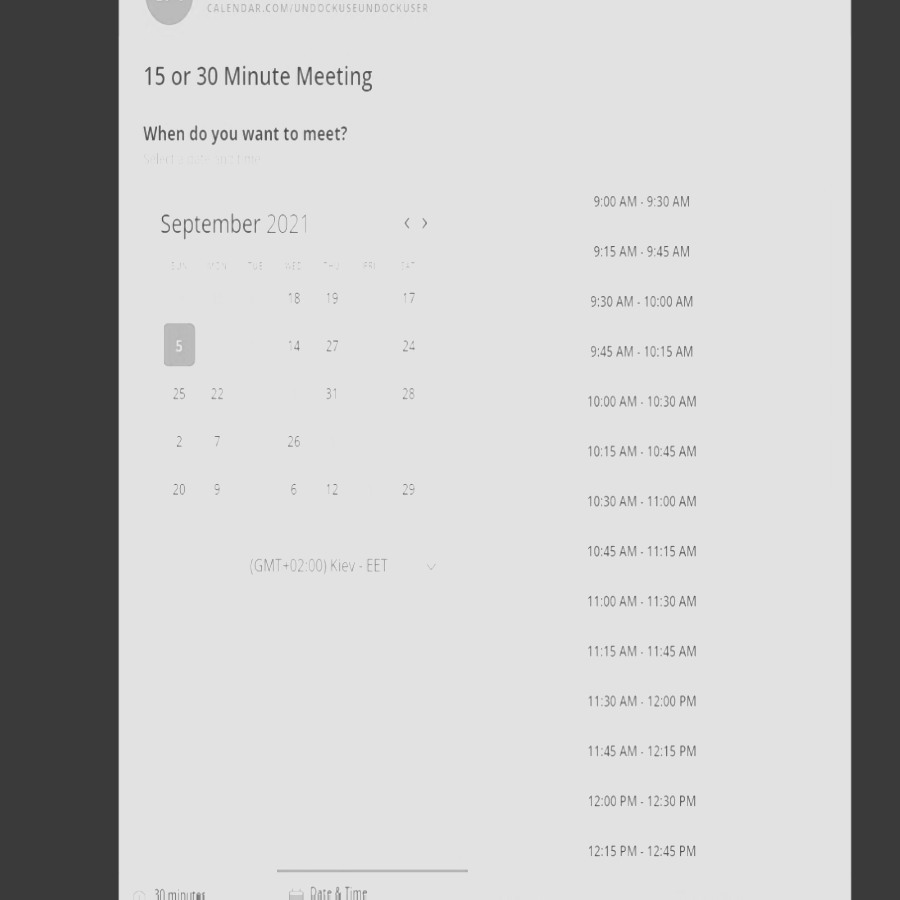 CALENDAR.COM/UNDOCKUSEUNDOCKUSER
15 or 30 Minute Meeting
When do you want to meet?
September 2021
SUN MON TUE WED THU FRI SAT
18 19 17
5 14 27 24
25 22 31 28
2 7 26
20 9 6 12 29
(GMT+02:00) Kiev - EET
9:00 AM - 9:30 AM
9:15 AM - 9:45 AM
9:30 AM - 10:00 AM
9:45 AM - 10:15 AM
10:00 AM - 10:30 AM
10:15 AM - 10:45 AM
10:30 AM - 11:00 AM
10:45 AM - 11:15 AM
11:00 AM - 11:30 AM
11:15 AM - 11:45 AM
11:30 AM - 12:00 PM
11:45 AM - 12:15 PM
12:00 PM - 12:30 PM
12:15 PM - 12:45 PM
30 minutes
Date & Time